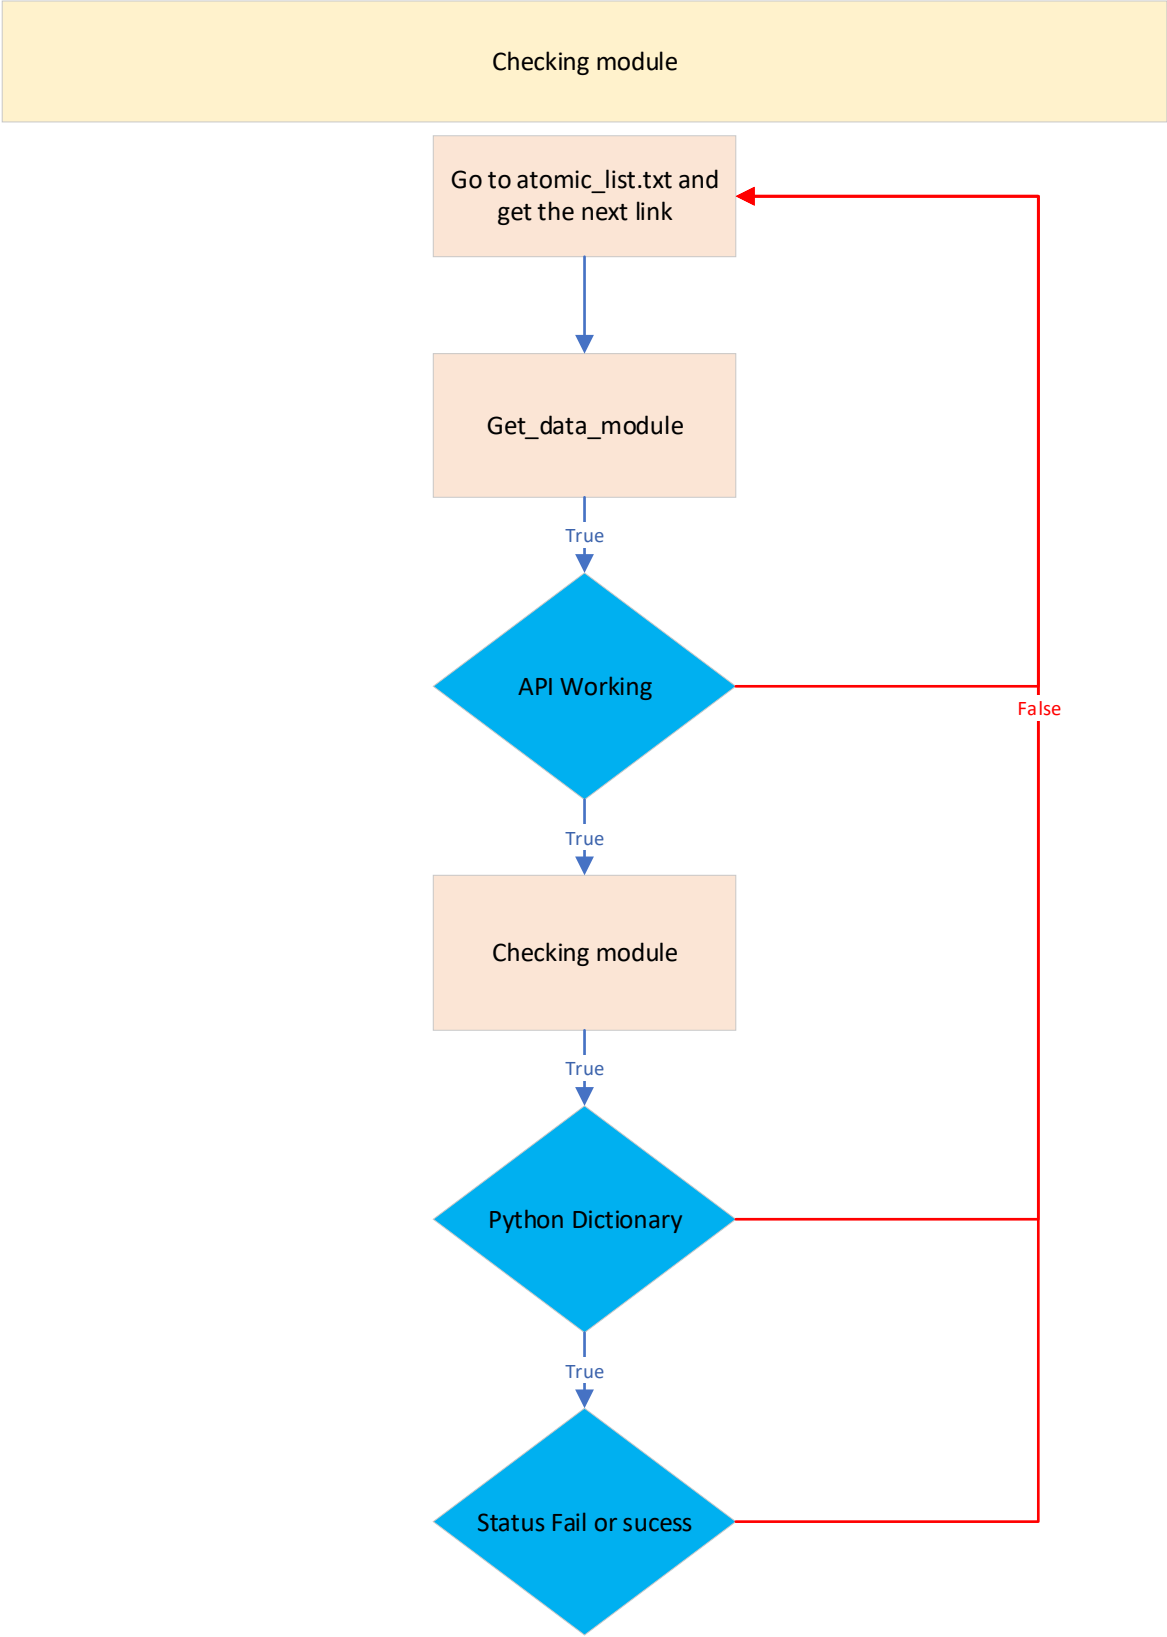 Checking module
Go to atomic_list.txt and
get the next link
Get_data_module
True
API Working
False
True
Checking module
True
Python Dictionary
True
Status Fail or sucess